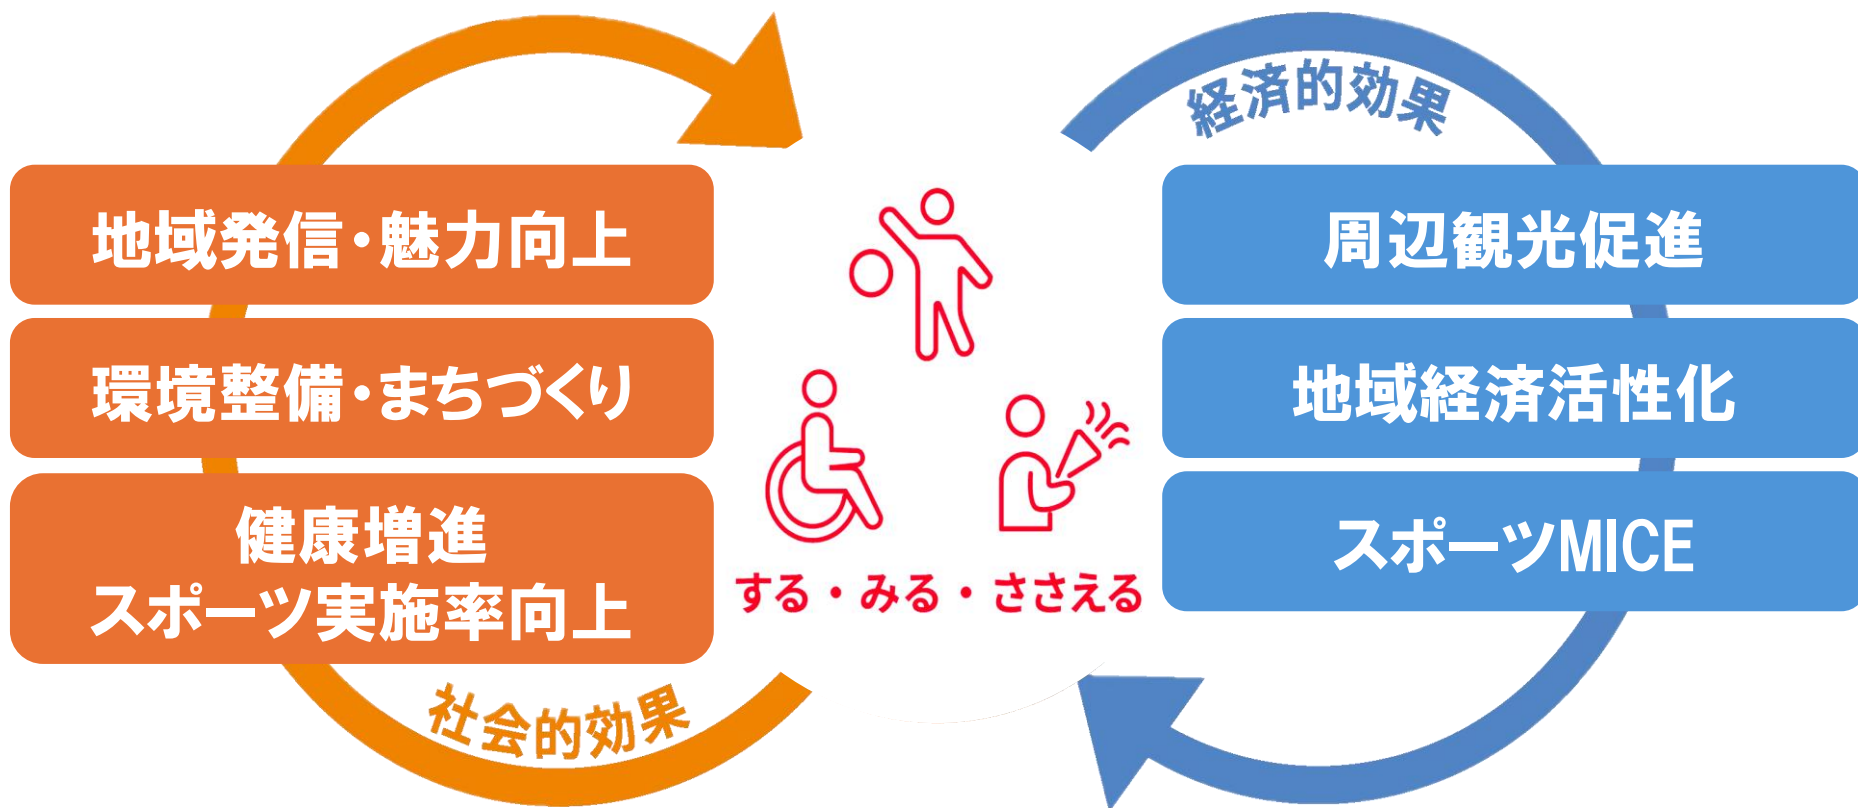 経済的効果
地域発信・魅力向上
環境整備・まちづくり
健康増進
スポーツ実施率向上
社会的効果
する・みる・ささえる
周辺観光促進
地域経済活性化
スポーツMICE